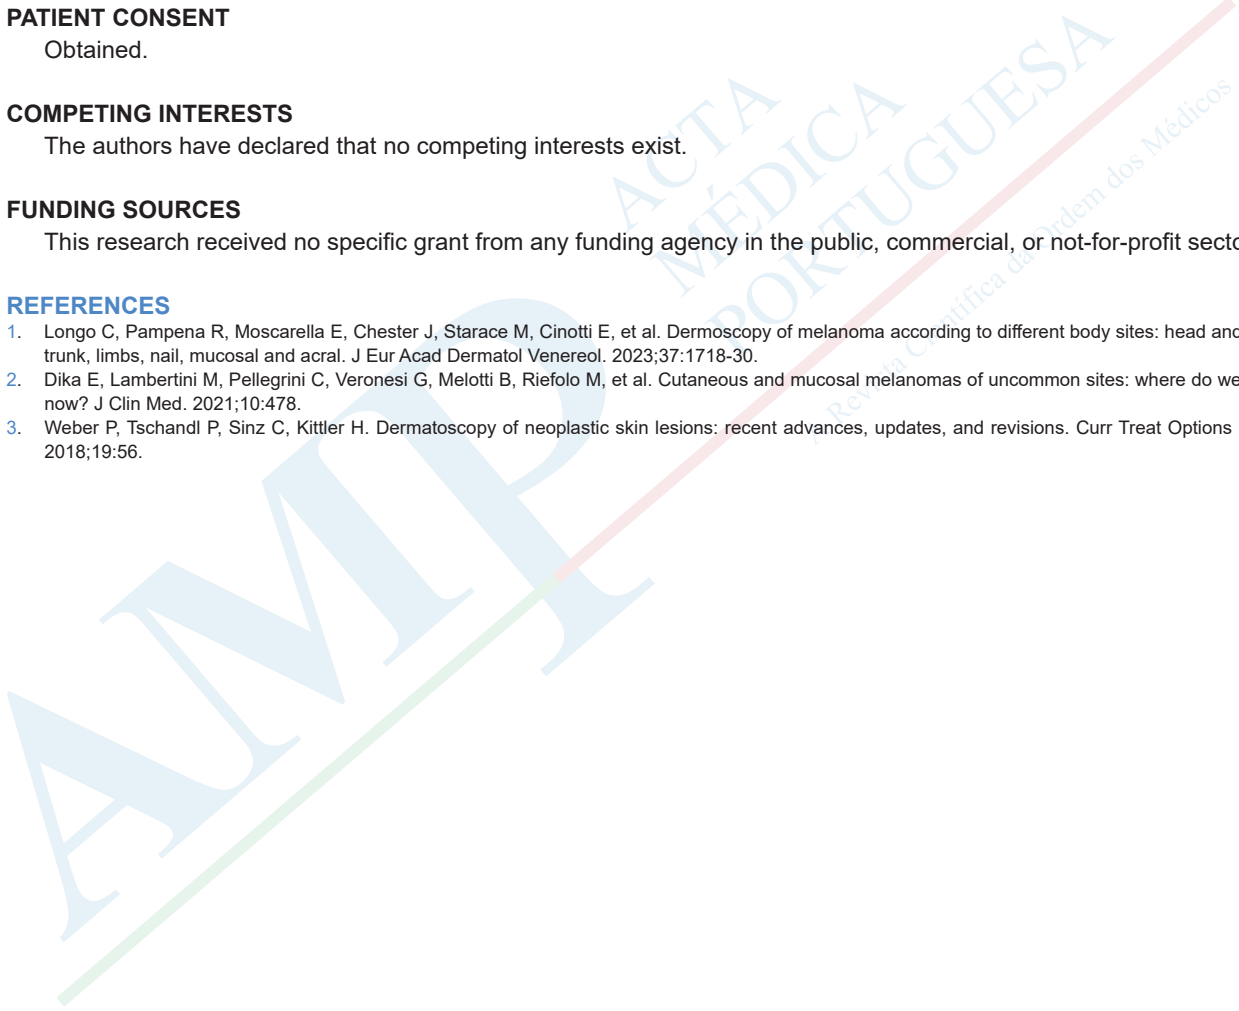 PATIENT CONSENT
Obtained.
COMPETING INTERESTS
The authors have declared that no competing interests exist.
FUNDING SOURCES
This research received no specific grant from any funding agency in the public, commercial, or not-for-profit secto
REFERENCES
1. Longo C, Pampena R, Moscarella E, Chester J, Starace M, Cinotti E, et al. Dermoscopy of melanoma according to different body sites: head and
trunk, limbs, nail, mucosal and acral. J Eur Acad Dermatol Venereol. 2023;37:1718-30.
2. Dika E, Lambertini M, Pellegrini C, Veronesi G, Melotti B, Riefolo M, et al. Cutaneous and mucosal melanomas of uncommon sites: where do we
now? J Clin Med. 2021;10:478.
3. Weber P, Tschandl P, Sinz C, Kittler H. Dermatoscopy of neoplastic skin lesions: recent advances, updates, and revisions. Curr Treat Options
2018;19:56.
AMP
ACTA
MÉDICA
PORTUGUESA
A Revista Científica da Ordem dos Médicos